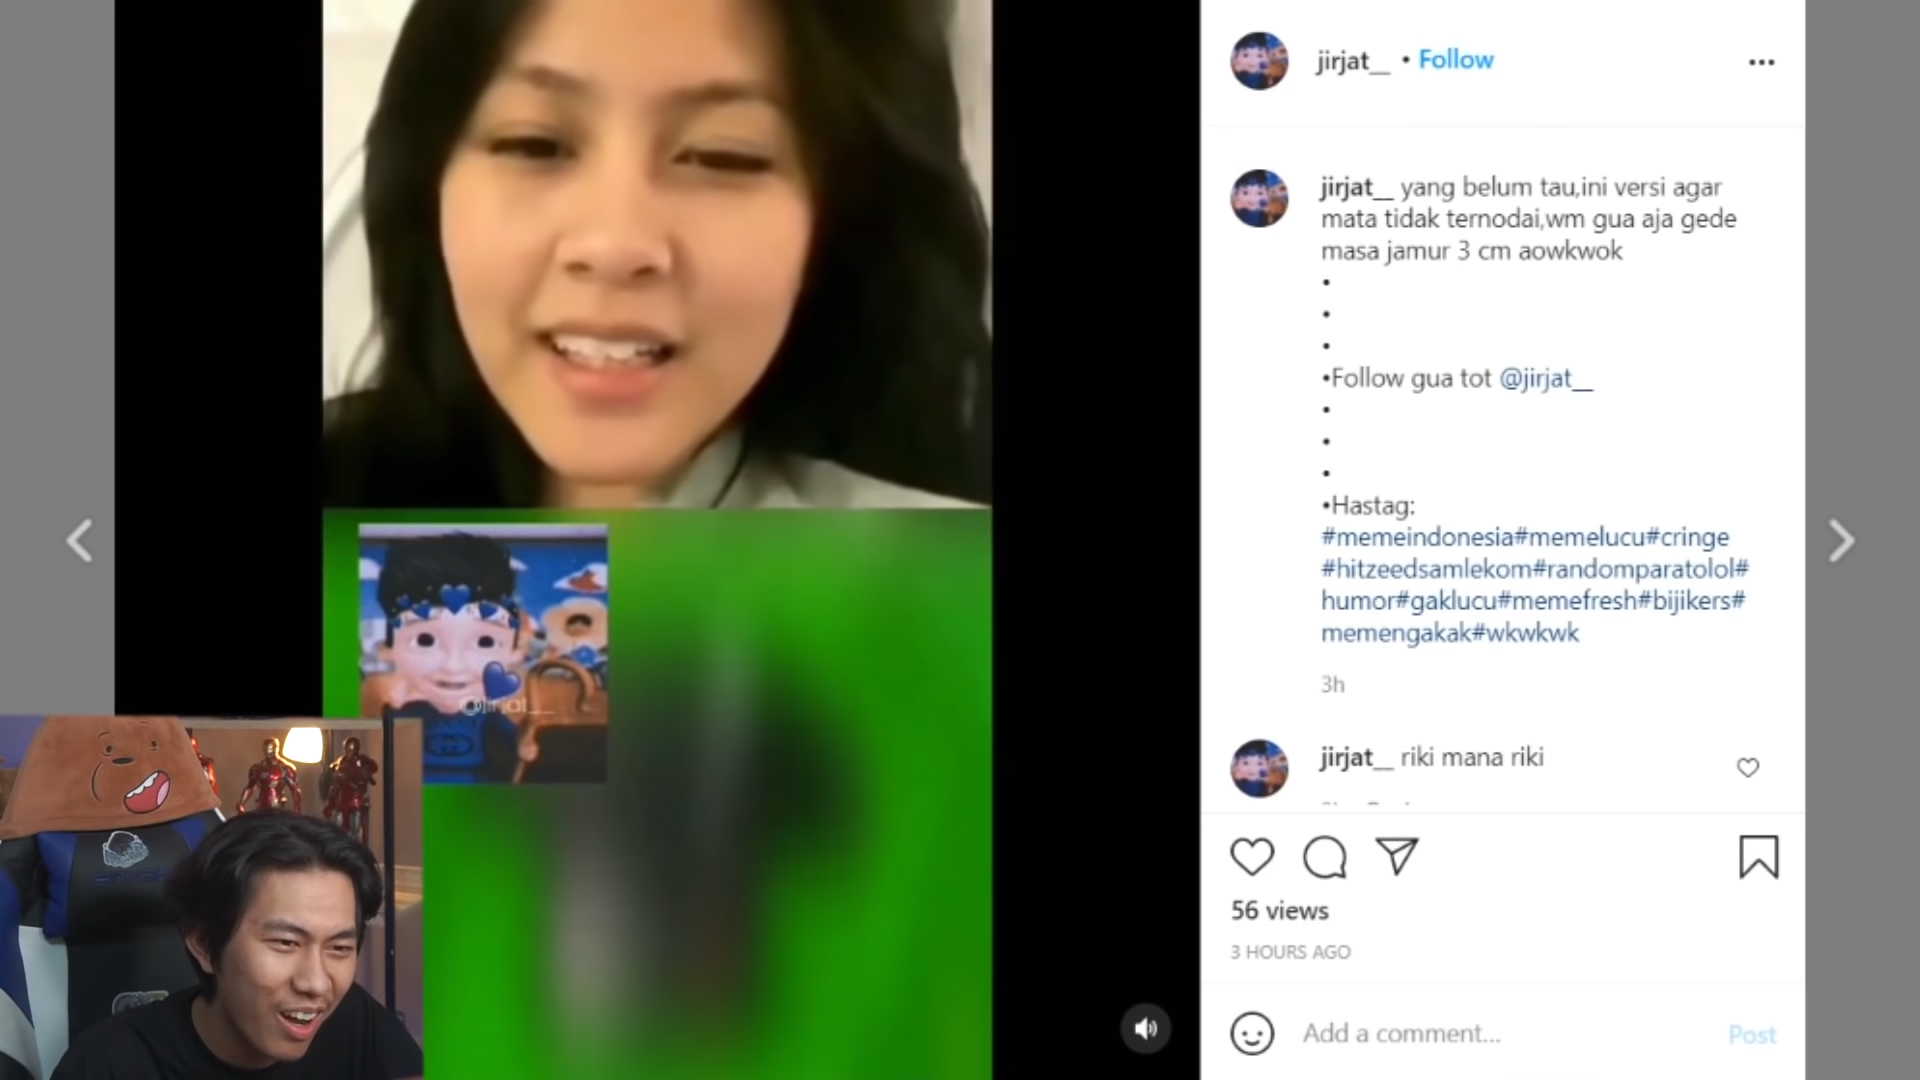 jirjat__ • Follow
jirjat__ yang belum tau,ini versi agar
mata tidak ternodai,wm gua aja gede
masa jamur 3 cm aowkwok
•
•
•
•Follow gua tot @jirjat__
•
•
•
•Hastag:
#memeindonesia#memelucu#cringe
#hitzeedsamlekom#randomparatolol#
humor#gaklucu#memefresh#bijikers#
memengakak#wkwkwk
3h
jirjat__ riki mana riki
56 views
3 HOURS AGO
Add a comment...
Post
@jirjat__